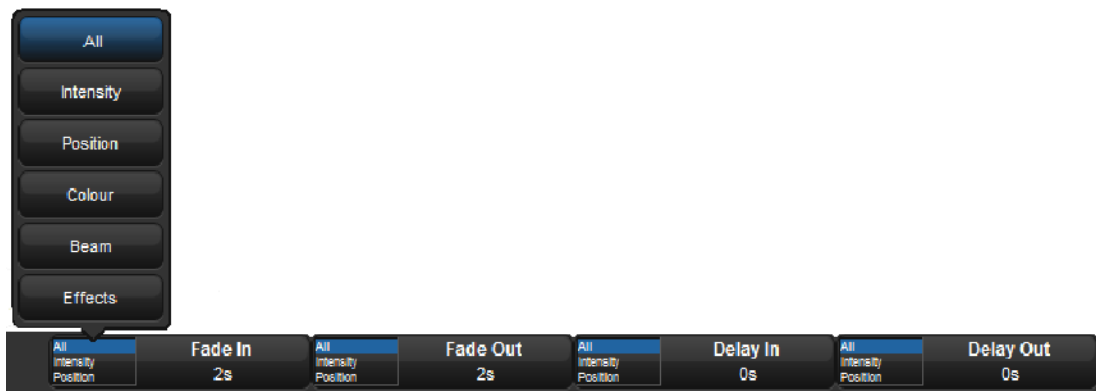 All
Intensity
Position
Colour
Beam
Effects
All
Intensity
Position
Fade In
2s
All
Intensity
Position
Fade Out
2s
All
Intensity
Position
Delay In
0s
All
Intensity
Position
Delay Out
0s